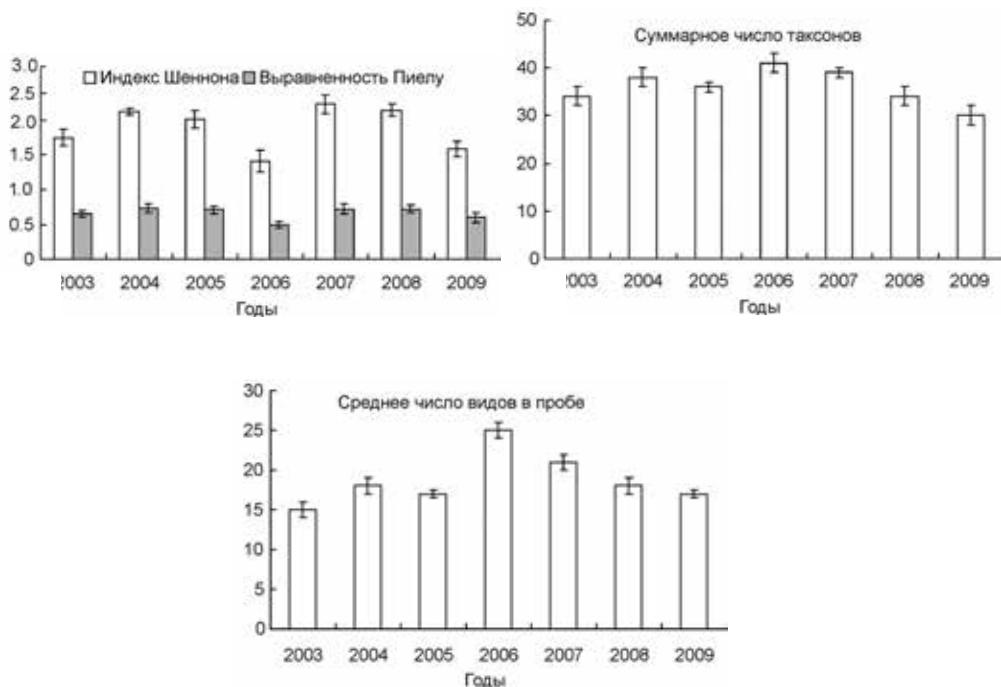 3.0
Индекс Шеннона Выравненность Пиелу
2.5
2.0
1.5
1.0
0.5
0
2003 2004 2005 2006 2007 2008 2009
Годы
50
Суммарное число таксонов
40
30
20
10
0
2003 2004 2005 2006 2007 2008 2009
Годы
30
Среднее число видов в пробе
25
20
15
10
5
0
2003 2004 2005 2006 2007 2008 2009
Годы